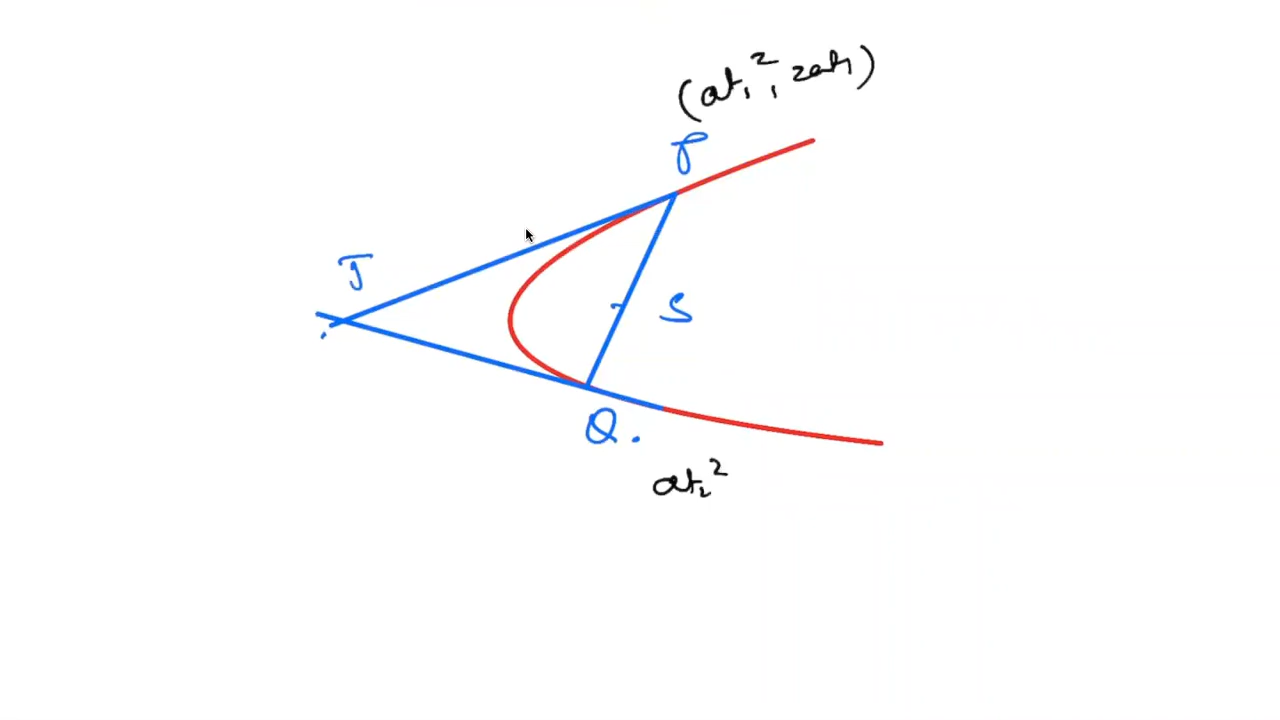 (at₁², 2at₁)
P
T
S
Q.
at₂²